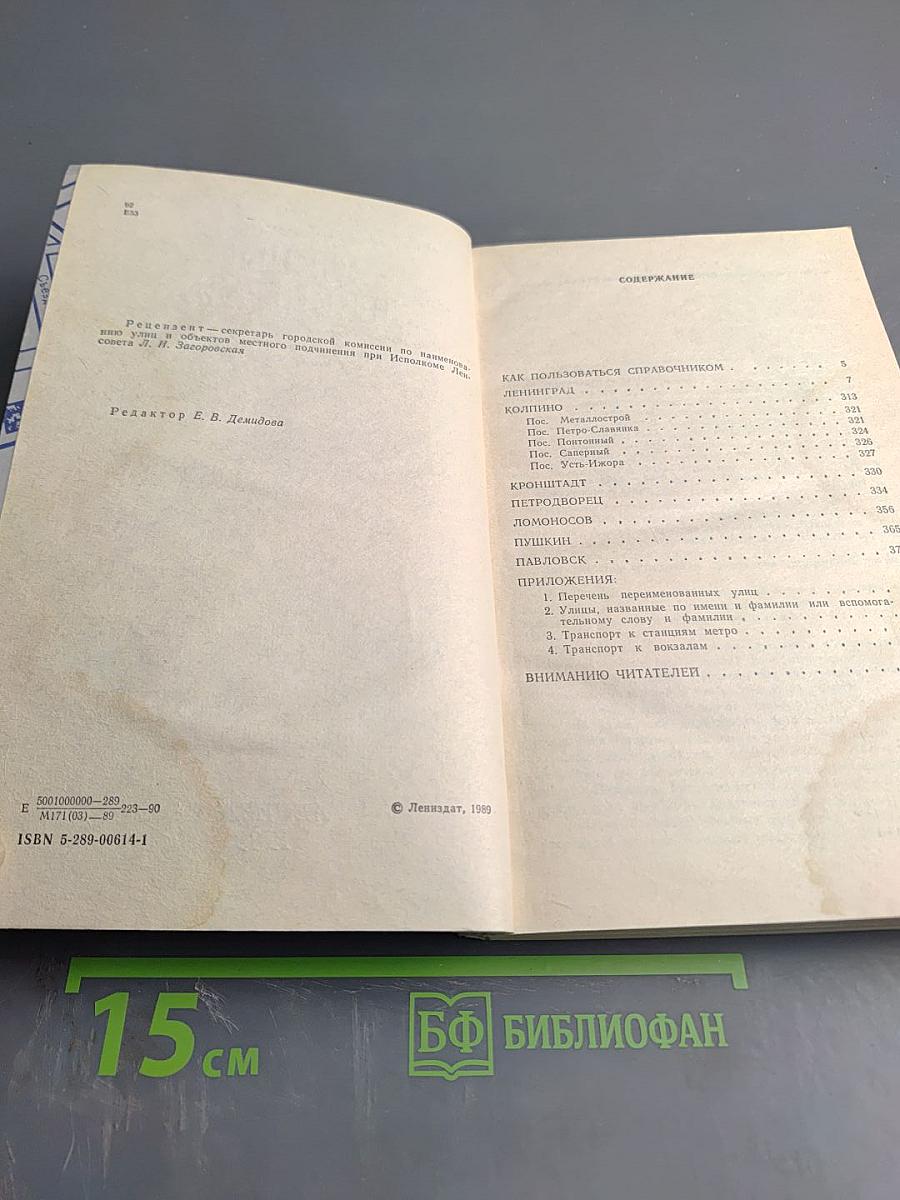 92
Е53
Рецензент — секретарь городской комиссии по наименова-
нию улиц и объектов местного подчинения при Исполкоме Лен.
совета Л. И. Загоровская
Редактор Е. В. Демидова
Е 5001000000—289
М171(03)—89 223—90
ISBN 5-289-00614-1
© Лениздат, 1989
СОДЕРЖАНИЕ
КАК ПОЛЬЗОВАТЬСЯ СПРАВОЧНИКОМ . . . . . . . 5
ЛЕНИНГРАД . . . . . . . . . . . . . . . 7
КОЛПИНО . . . . . . . . . . . . . . . 313
Пос. Металлострой . . . . . . . . . . . 321
Пос. Петро-Славянка . . . . . . . . . . 321
Пос. Понтонный . . . . . . . . . . . . 324
Пос. Саперный . . . . . . . . . . . . 326
Пос. Усть-Ижора . . . . . . . . . . . . 327
КРОНШТАДТ . . . . . . . . . . . . . . 330
ПЕТРОДВОРЕЦ . . . . . . . . . . . . . 334
ЛОМОНОСОВ . . . . . . . . . . . . . . 356
ПУШКИН . . . . . . . . . . . . . . . 365
ПАВЛОВСК . . . . . . . . . . . . . . . 37
ПРИЛОЖЕНИЯ:
1. Перечень переименованных улиц . . . . . . . .
2. Улицы, названные по имени и фамилии или вспомога-
тельному слову и фамилии . . . . . . . . .
3. Транспорт к станциям метро . . . . . . . . .
4. Транспорт к вокзалам . . . . . . . . . . .
ВНИМАНИЮ ЧИТАТЕЛЕЙ . . . . . . . . . . .
15 см
БФ БИБЛИОФАН